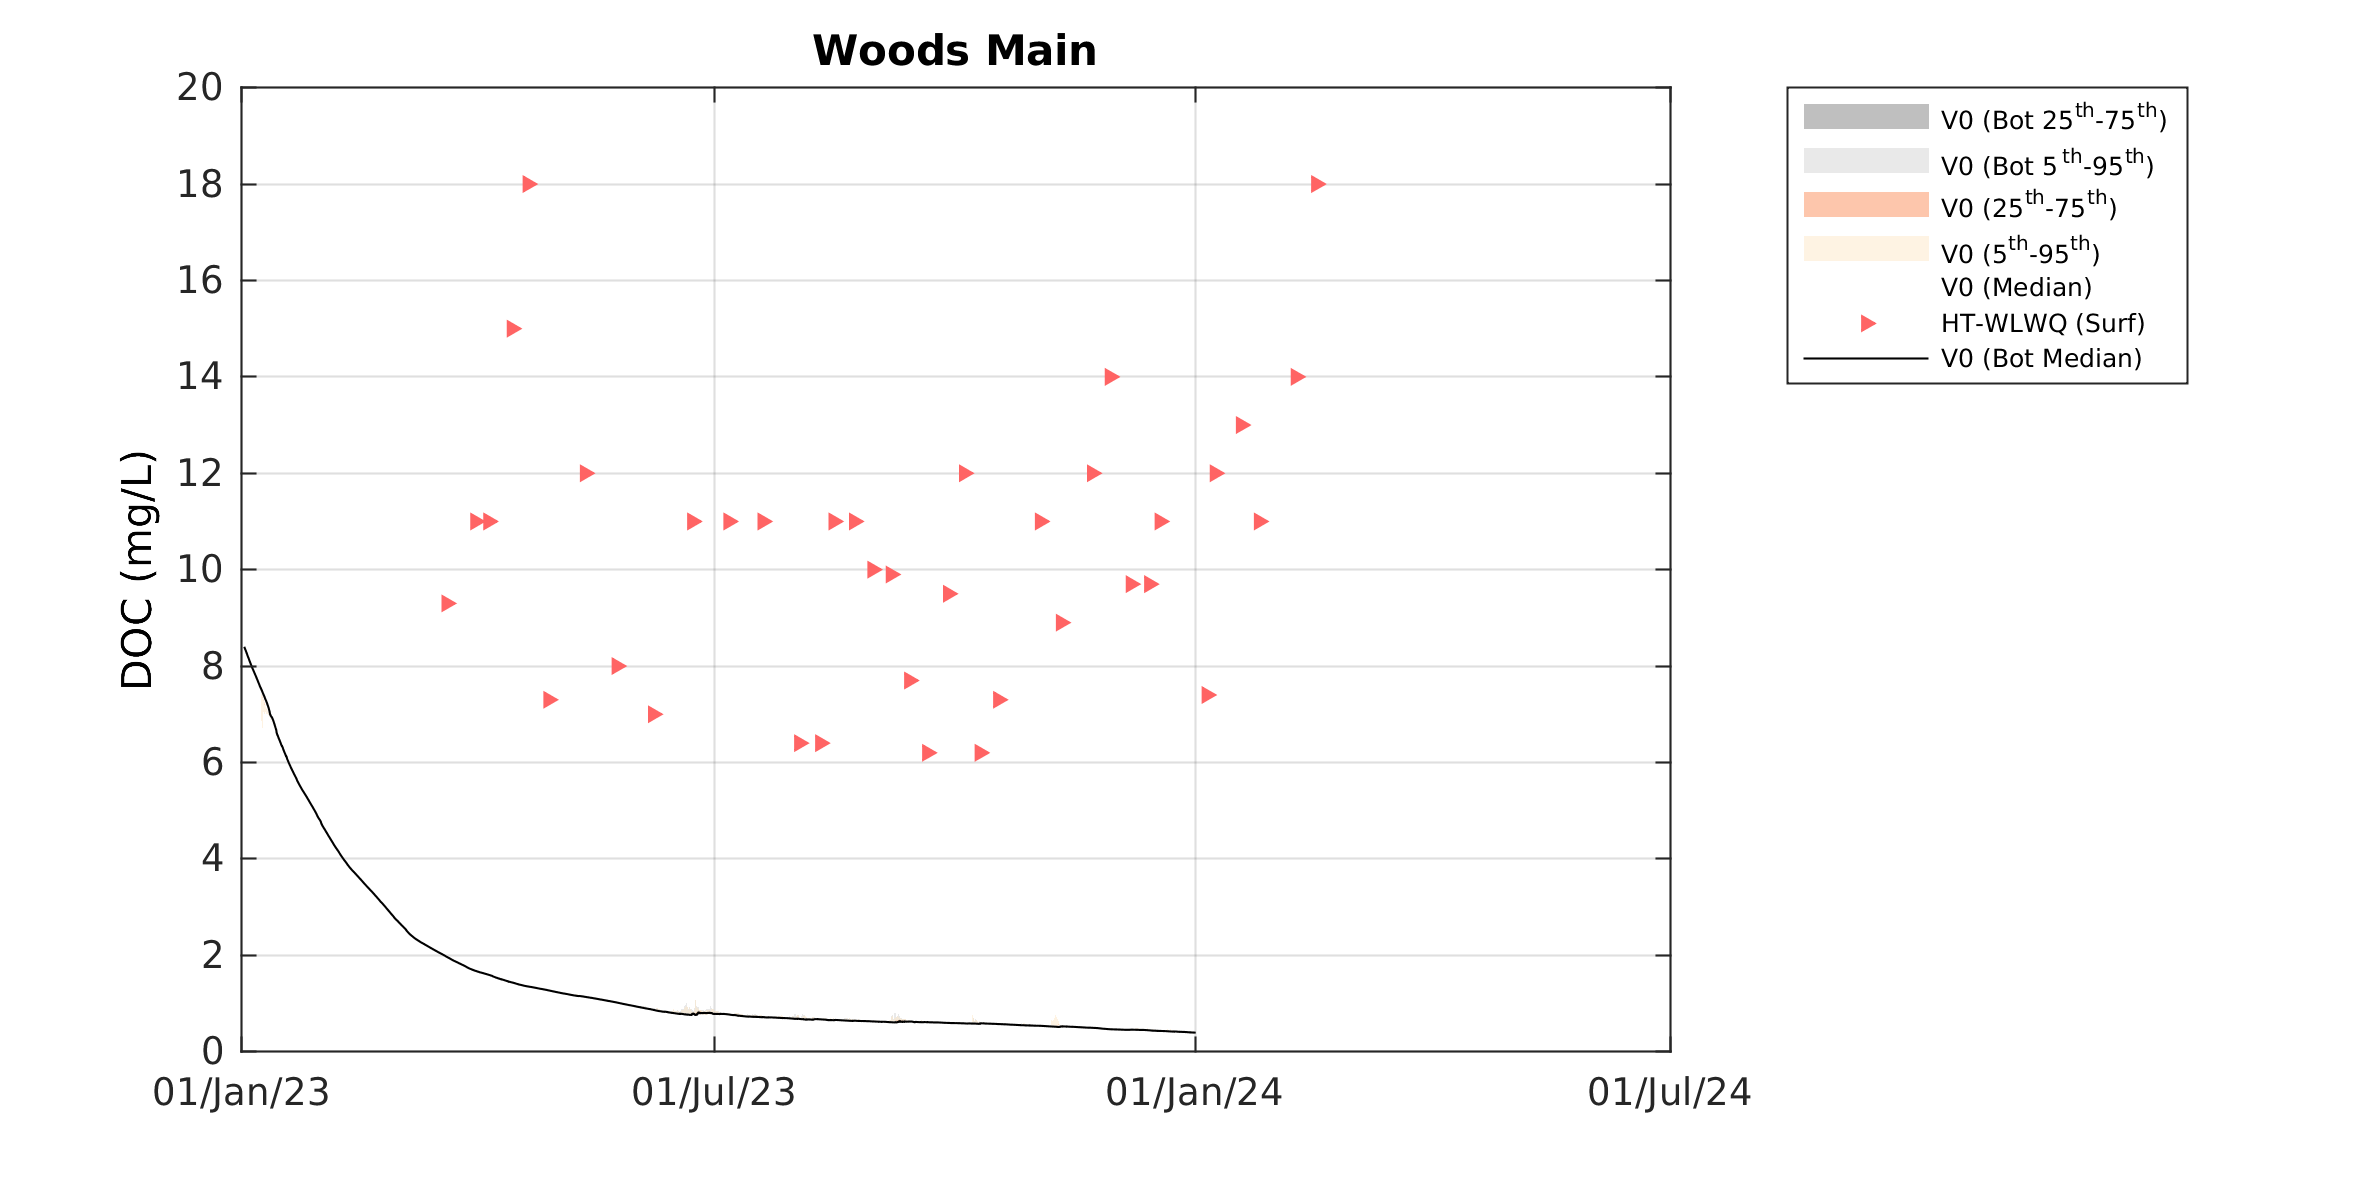 Woods Main
DOC (mg/L)
20
18
16
14
12
10
8
6
4
2
0
01/Jan/23
01/Jul/23
01/Jan/24
01/Jul/24
V0 (Bot 25th-75th)
V0 (Bot 5th-95th)
V0 (25th-75th)
V0 (5th-95th)
V0 (Median)
HT-WLWQ (Surf)
V0 (Bot Median)